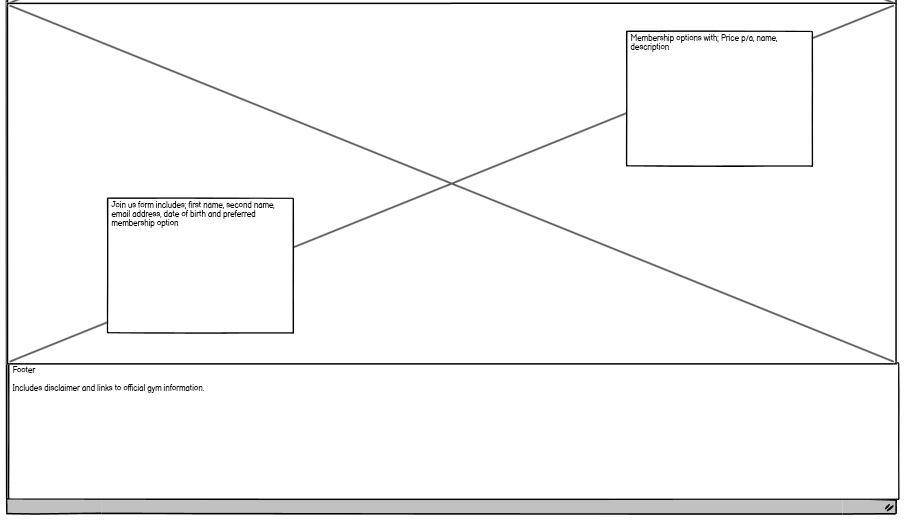 Membership options with; Price p/a, name,
description
Join us form includes; first name, second name,
email address, date of birth and preferred
membership option
Footer
Includes disclaimer and links to official gym information.